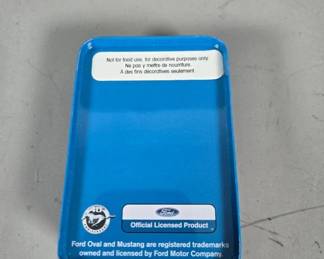 Not for food use, for decorative purposes only.
Ne pas y mettre de nourriture.
À des fins décoratives seulement.
Ford
Official Licensed Product
Ford Oval and Mustang are registered trademarks
owned and licensed by Ford Motor Company.